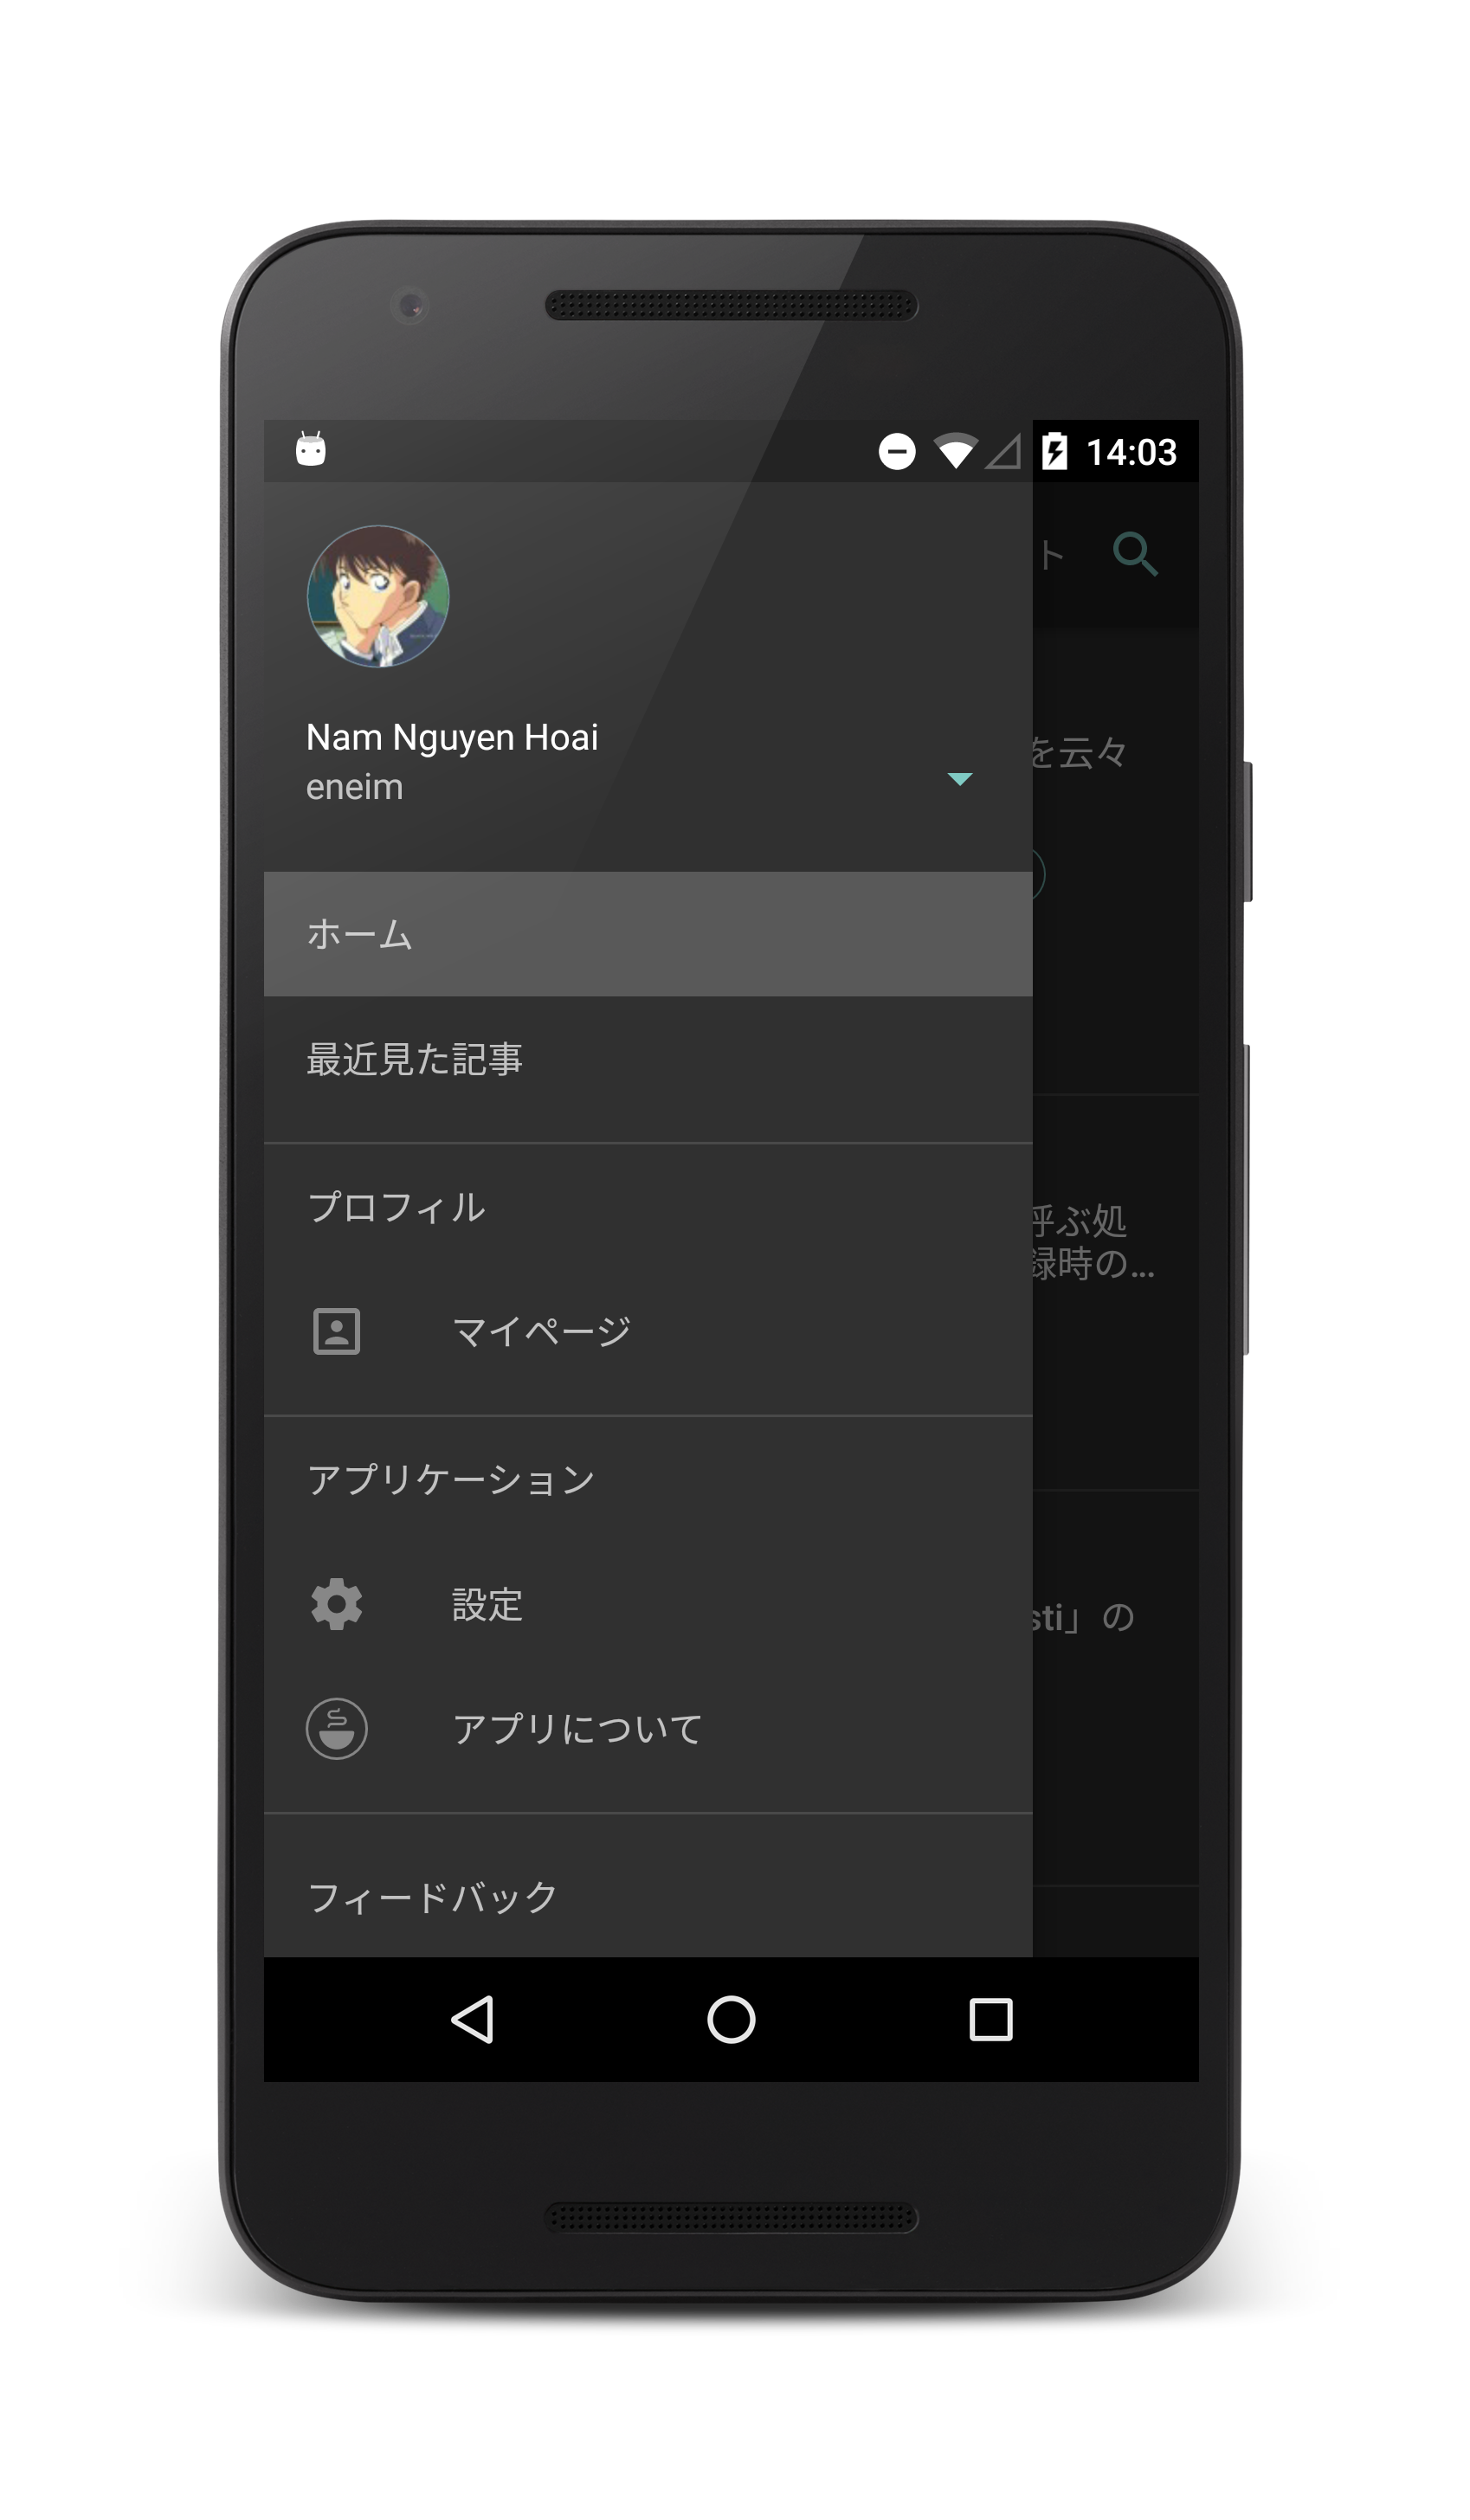 14:03
ト
Nam Nguyen Hoai
eneim
を云々
ホーム
最近見た記事
プロフィル
呼ぶ処
録時の...
マイページ
アプリケーション
設定
sti」の
アプリについて
フィードバック